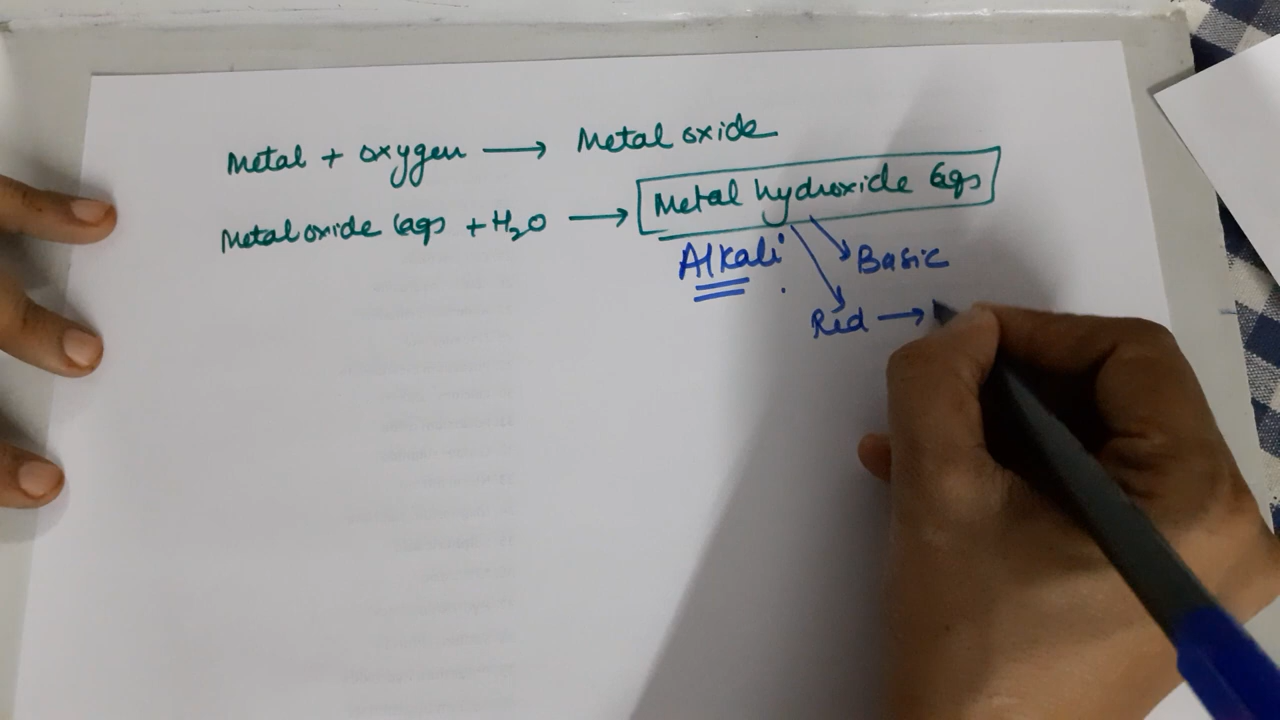 Metal + oxygen → Metal oxide
Metal oxide (aq) + H₂O → Metal hydroxide (aq)
Alkali
Basic
Red →